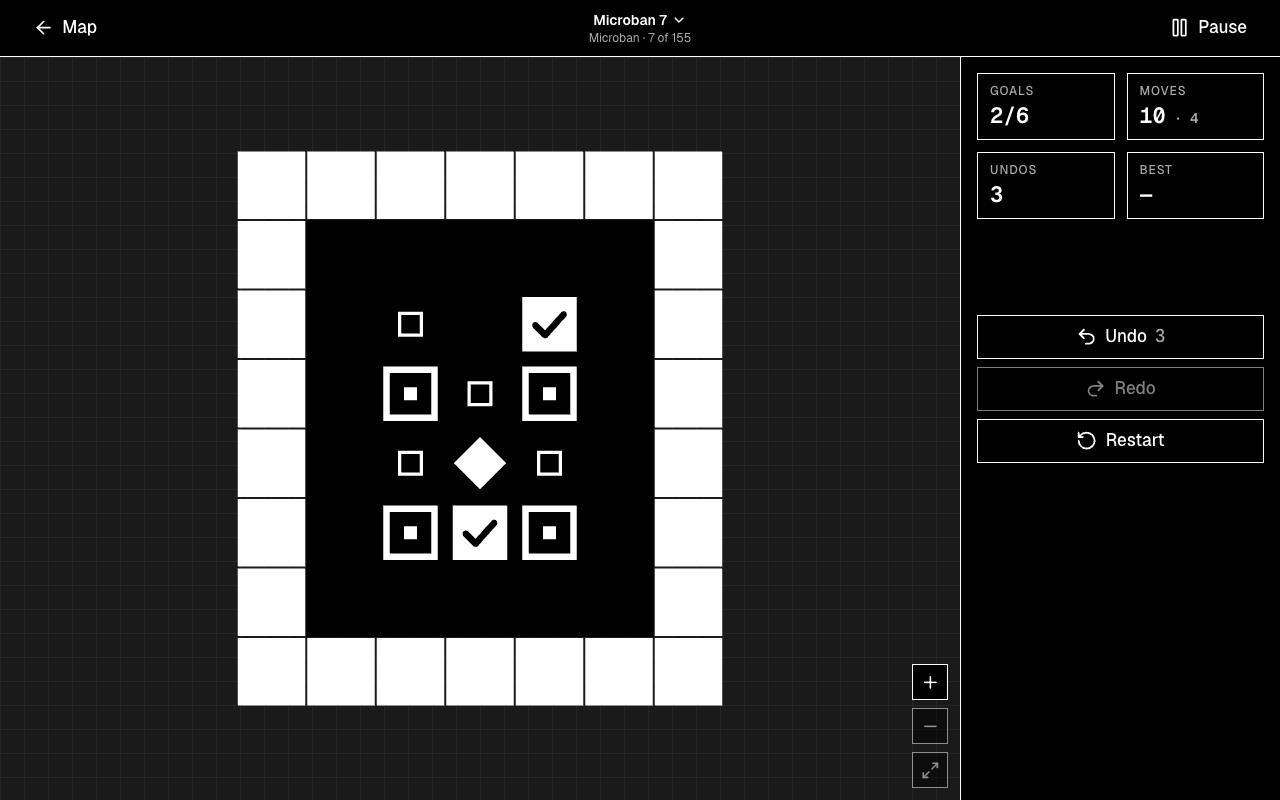 Map
Microban 7
Microban · 7 of 155
Pause
GOALS
2/6
MOVES
10 · 4
UNDOS
3
BEST
–
Undo 3
Redo
Restart